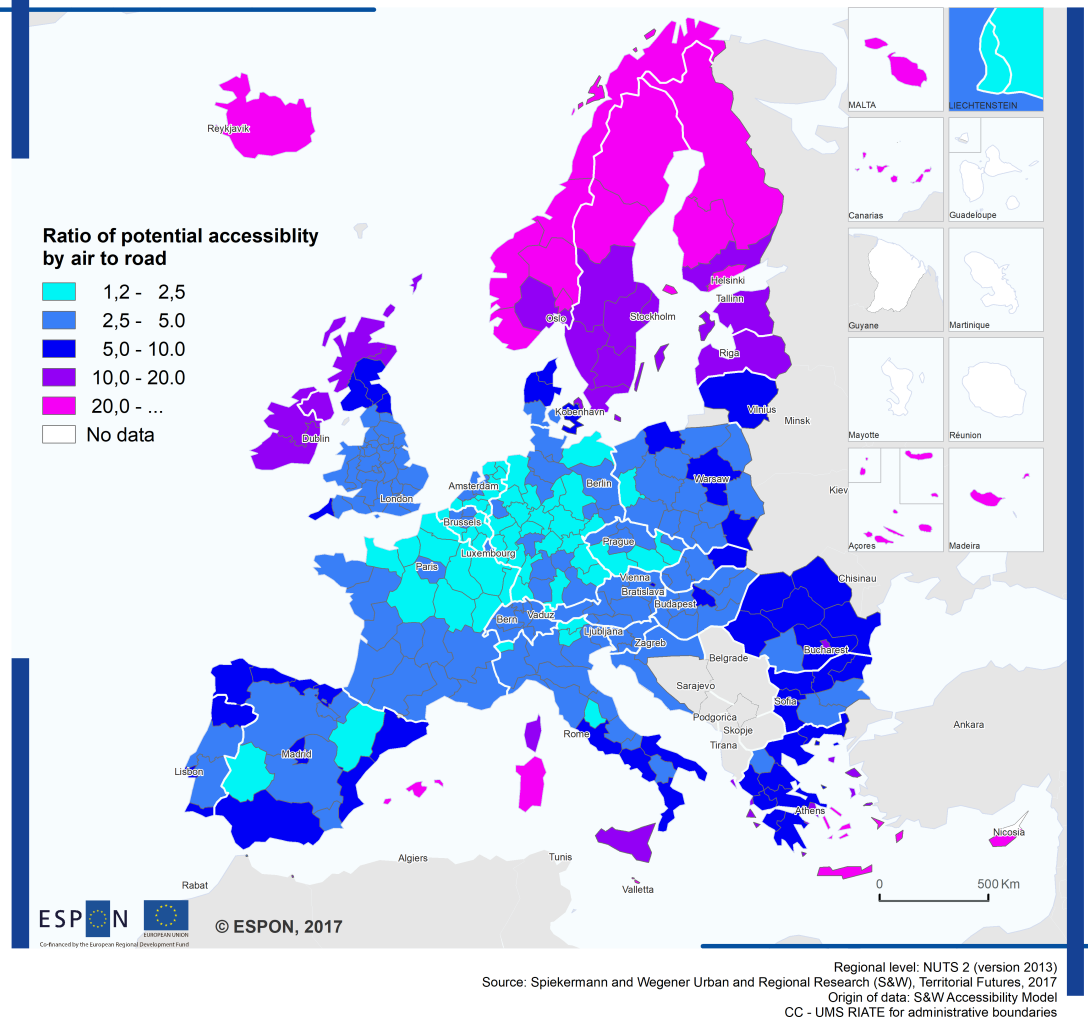 Ratio of potential accessiblity
by air to road
1,2 - 2,5
2,5 - 5.0
5,0 - 10.0
10,0 - 20.0
20,0 - ...
No data
Reykjavik
Helsinki
Tallinn
Oslo
Stockholm
Riga
København
Vilnius
Minsk
Dublin
Kiev
Warsaw
Amsterdam
Berlin
London
Brussels
Prague
Luxembourg
Paris
Vienna
Chisinau
Bratislava
Budapest
Vaduz
Bern
Ljubljana
Zagreb
Bucharest
Belgrade
Sarajevo
Sofia
Podgorica
Skopje
Ankara
Rome
Tirana
Madrid
Lisbon
Athens
Nicosia
Algiers
Tunis
Rabat
Valletta
MALTA
LIECHTENSTEIN
Canarias
Guadeloupe
Guyane
Martinique
Mayotte
Réunion
Açores
Madeira
0 500 Km
ESPON
EUROPEAN UNION
Co-financed by the European Regional Development Fund
© ESPON, 2017
Regional level: NUTS 2 (version 2013)
Source: Spiekermann and Wegener Urban and Regional Research (S&W), Territorial Futures, 2017
Origin of data: S&W Accessibility Model
CC - UMS RIATE for administrative boundaries